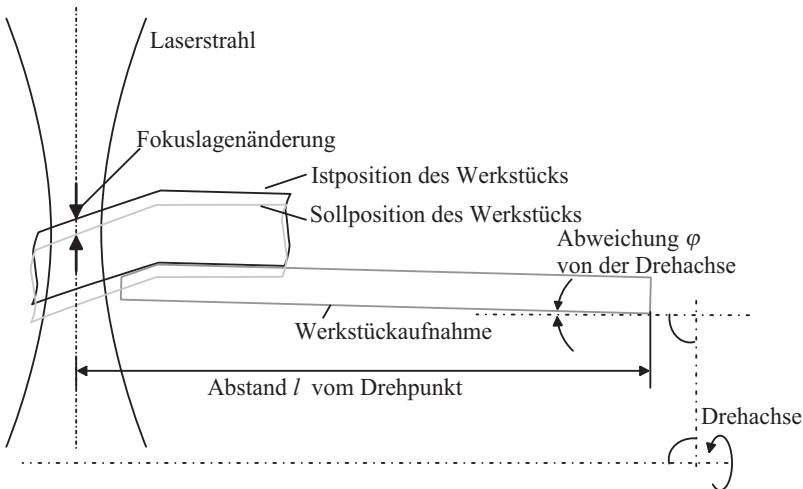 Laserstrahl
Fokuslagenänderung
Istposition des Werkstücks
Sollposition des Werkstücks
Abweichung φ
von der Drehachse
Werkstückaufnahme
Abstand l vom Drehpunkt
Drehachse